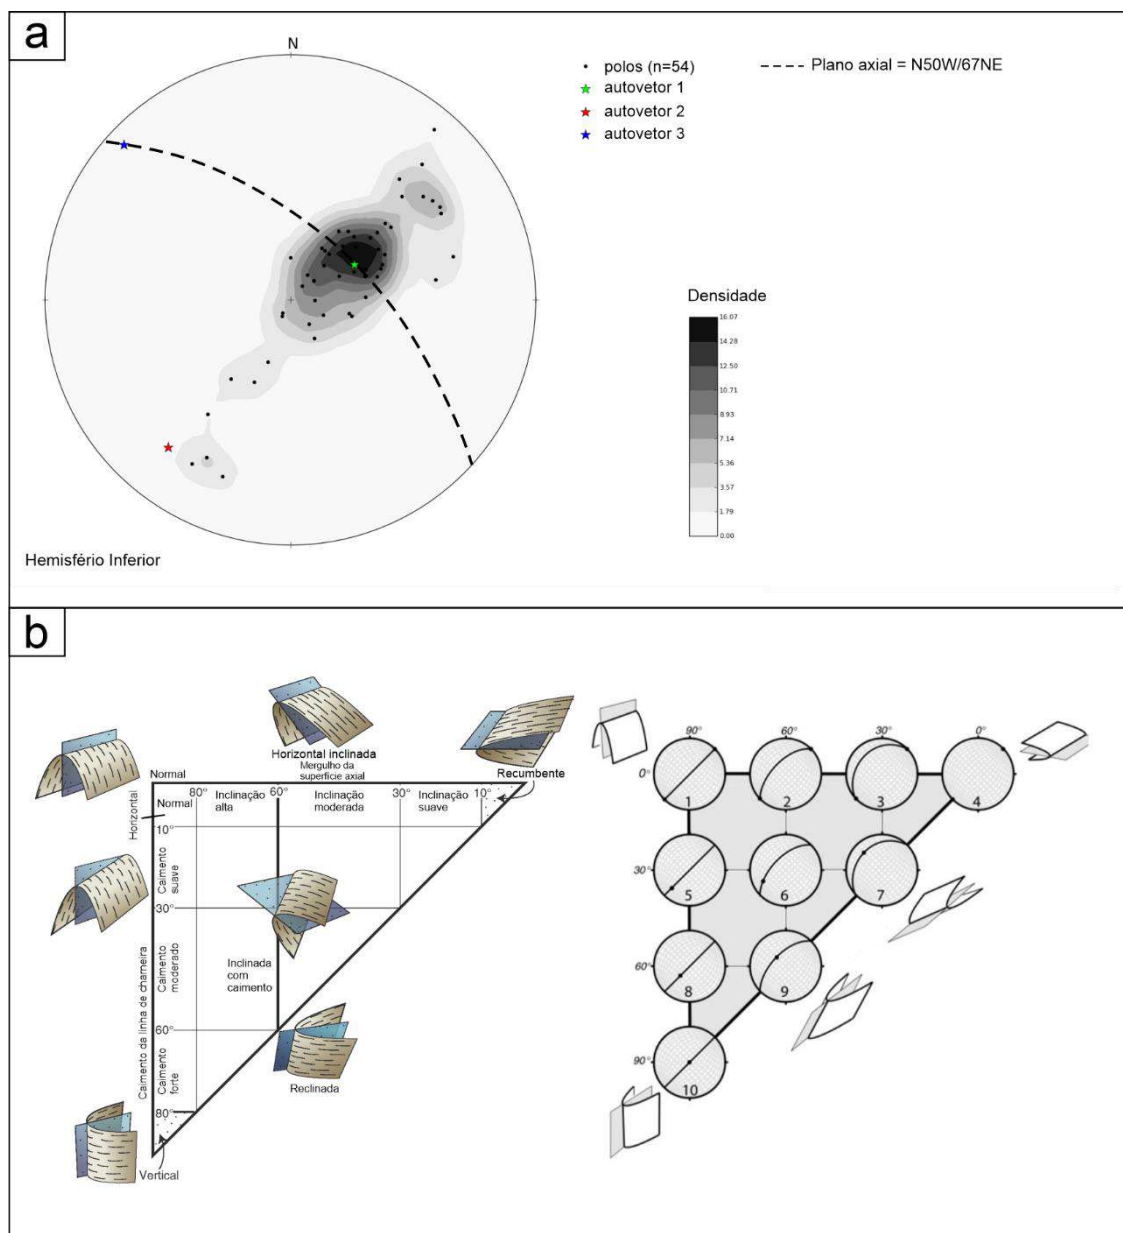 a
N
polos (n=54)
autovetor 1
autovetor 2
autovetor 3
Plano axial = N50W/67NE
Densidade
16.07
14.28
12.50
10.71
8.93
7.14
5.36
3.57
1.79
0.00
Hemisfério Inferior
b
Horizontal inclinada
Mergulho da
superfície axial
Normal
Recumbente
Horizontal
Normal
80°
Inclinação
alta
60°
Inclinação
moderada
30°
Inclinação
suave
10°
10°
Caimento
suave
30°
Caimento da linha de charneira
Caimento
moderado
Inclinada
com
caimento
60°
Caimento
forte
Reclinada
80°
Vertical
90°
60°
30°
0°
0°
1
2
3
4
30°
5
6
7
60°
8
9
90°
10